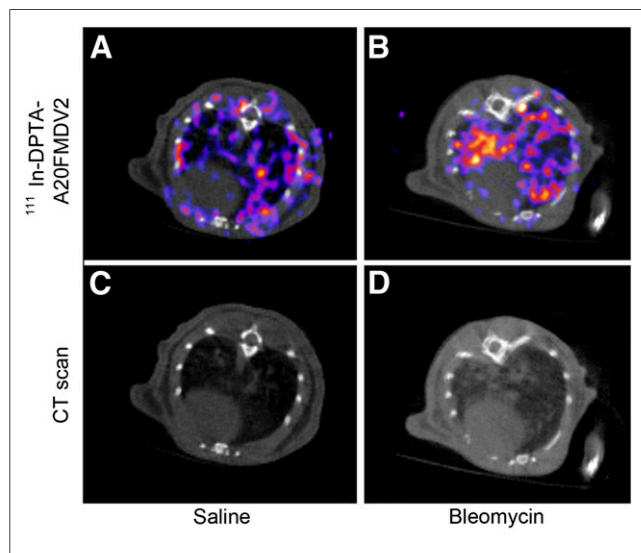 A
B
¹¹¹ In-DPTA-
A20FMDV2
C
D
CT scan
Saline
Bleomycin